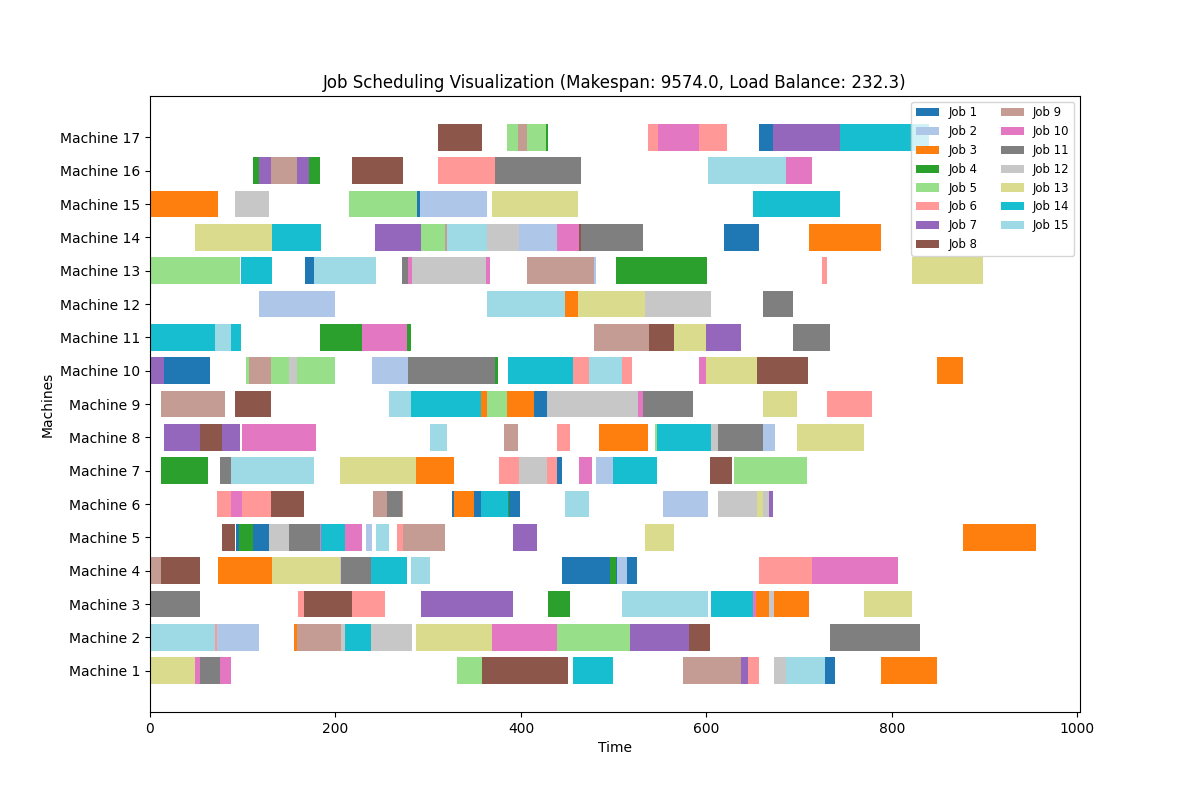 Job Scheduling Visualization (Makespan: 9574.0, Load Balance: 232.3)
Machines
Machine 17
Machine 16
Machine 15
Machine 14
Machine 13
Machine 12
Machine 11
Machine 10
Machine 9
Machine 8
Machine 7
Machine 6
Machine 5
Machine 4
Machine 3
Machine 2
Machine 1
Job 1
Job 2
Job 3
Job 4
Job 5
Job 6
Job 7
Job 8
Job 9
Job 10
Job 11
Job 12
Job 13
Job 14
Job 15
0 200 400 600 800 1000
Time